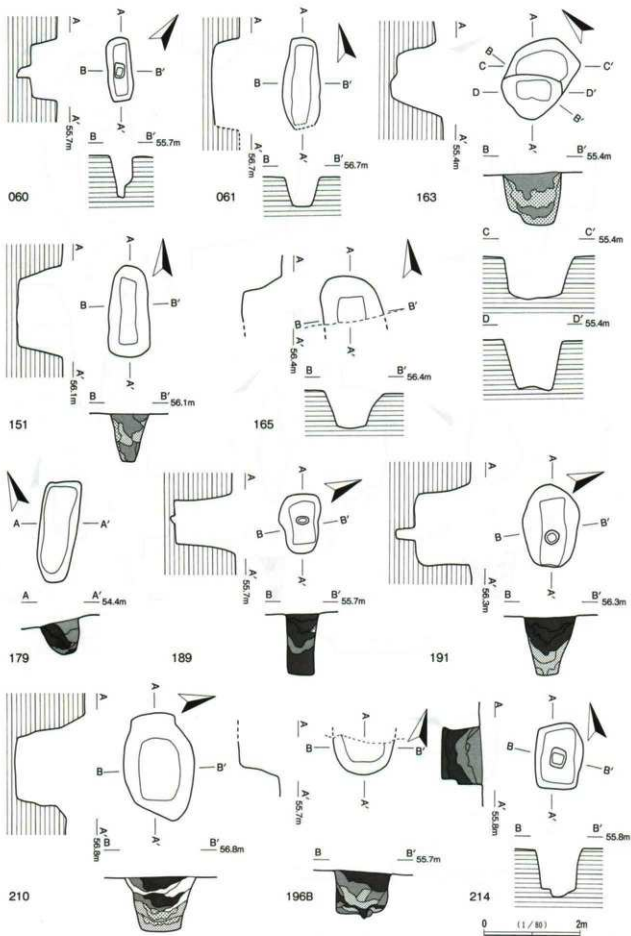 A
B
B'
A'
55.7m
B
B'
55.7m
A
A'
060
A
B
B'
A'
56.7m
B
B'
56.7m
A
A'
061
A
B
C
C'
D
D'
B'
A'
55.4m
B
B'
55.4m
C
C'
55.4m
D
D'
55.4m
A
A'
163
A
B
B'
A'
56.1m
B
B'
56.1m
A
A'
151
A
B
B'
A'
56.4m
B
B'
56.4m
165
A
A'
A
A'
54.4m
179
A
B
B'
A'
55.7m
B
B'
55.7m
A
A'
189
A
B
B'
A'
56.3m
B
B'
56.3m
A
A'
191
A
B
B'
A'
56.8m
B
B'
56.8m
A
A'
210
A
B
B'
A'
55.7m
B
B'
55.7m
A
A'
196B
A
B
B'
A'
55.8m
B
B'
55.8m
A
A'
214
0
(1/80)
2m